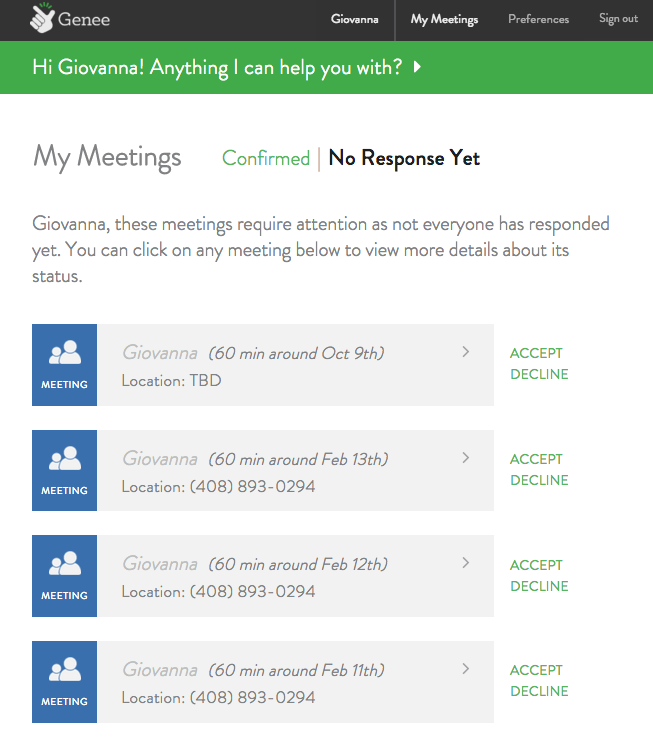 Genee Giovanna My Meetings Preferences Sign out
Hi Giovanna! Anything I can help you with?
My Meetings Confirmed | No Response Yet
Giovanna, these meetings require attention as not everyone has responded
yet. You can click on any meeting below to view more details about its
status.
Giovanna (60 min around Oct 9th)
Location: TBD
MEETING
ACCEPT
DECLINE
Giovanna (60 min around Feb 13th)
Location: (408) 893-0294
MEETING
ACCEPT
DECLINE
Giovanna (60 min around Feb 12th)
Location: (408) 893-0294
MEETING
ACCEPT
DECLINE
Giovanna (60 min around Feb 11th)
Location: (408) 893-0294
MEETING
ACCEPT
DECLINE